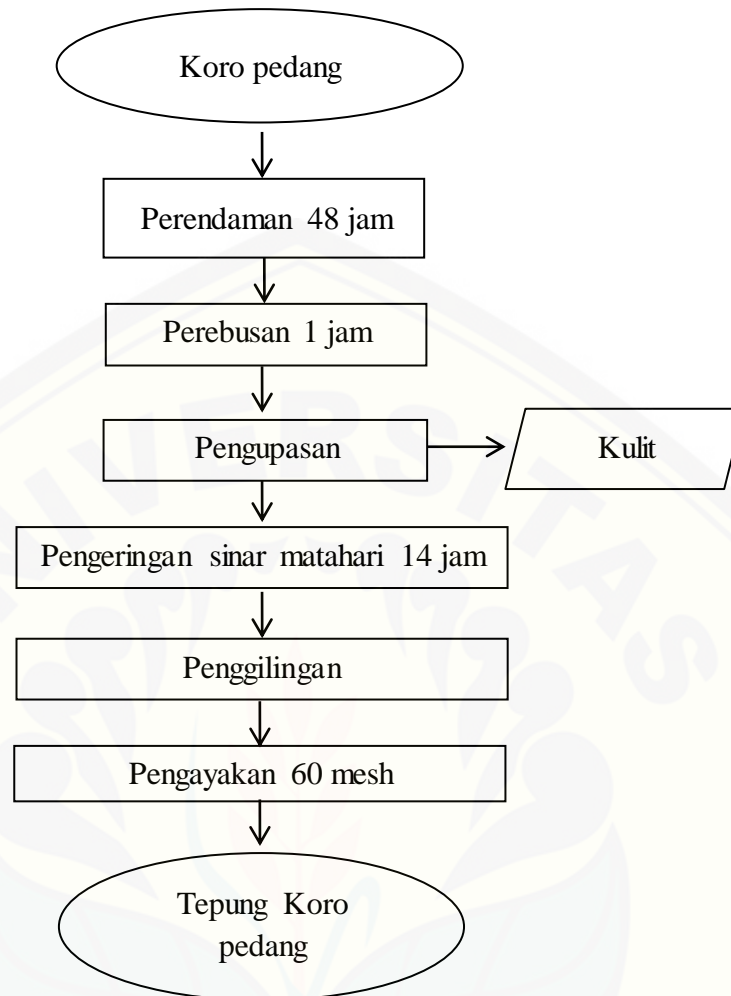 Koro pedang
Perendaman 48 jam
Perebusan 1 jam
Pengupasan
Kulit
Pengeringan sinar matahari 14 jam
Penggilingan
Pengayakan 60 mesh
Tepung Koro
pedang
UNIVERSITAS